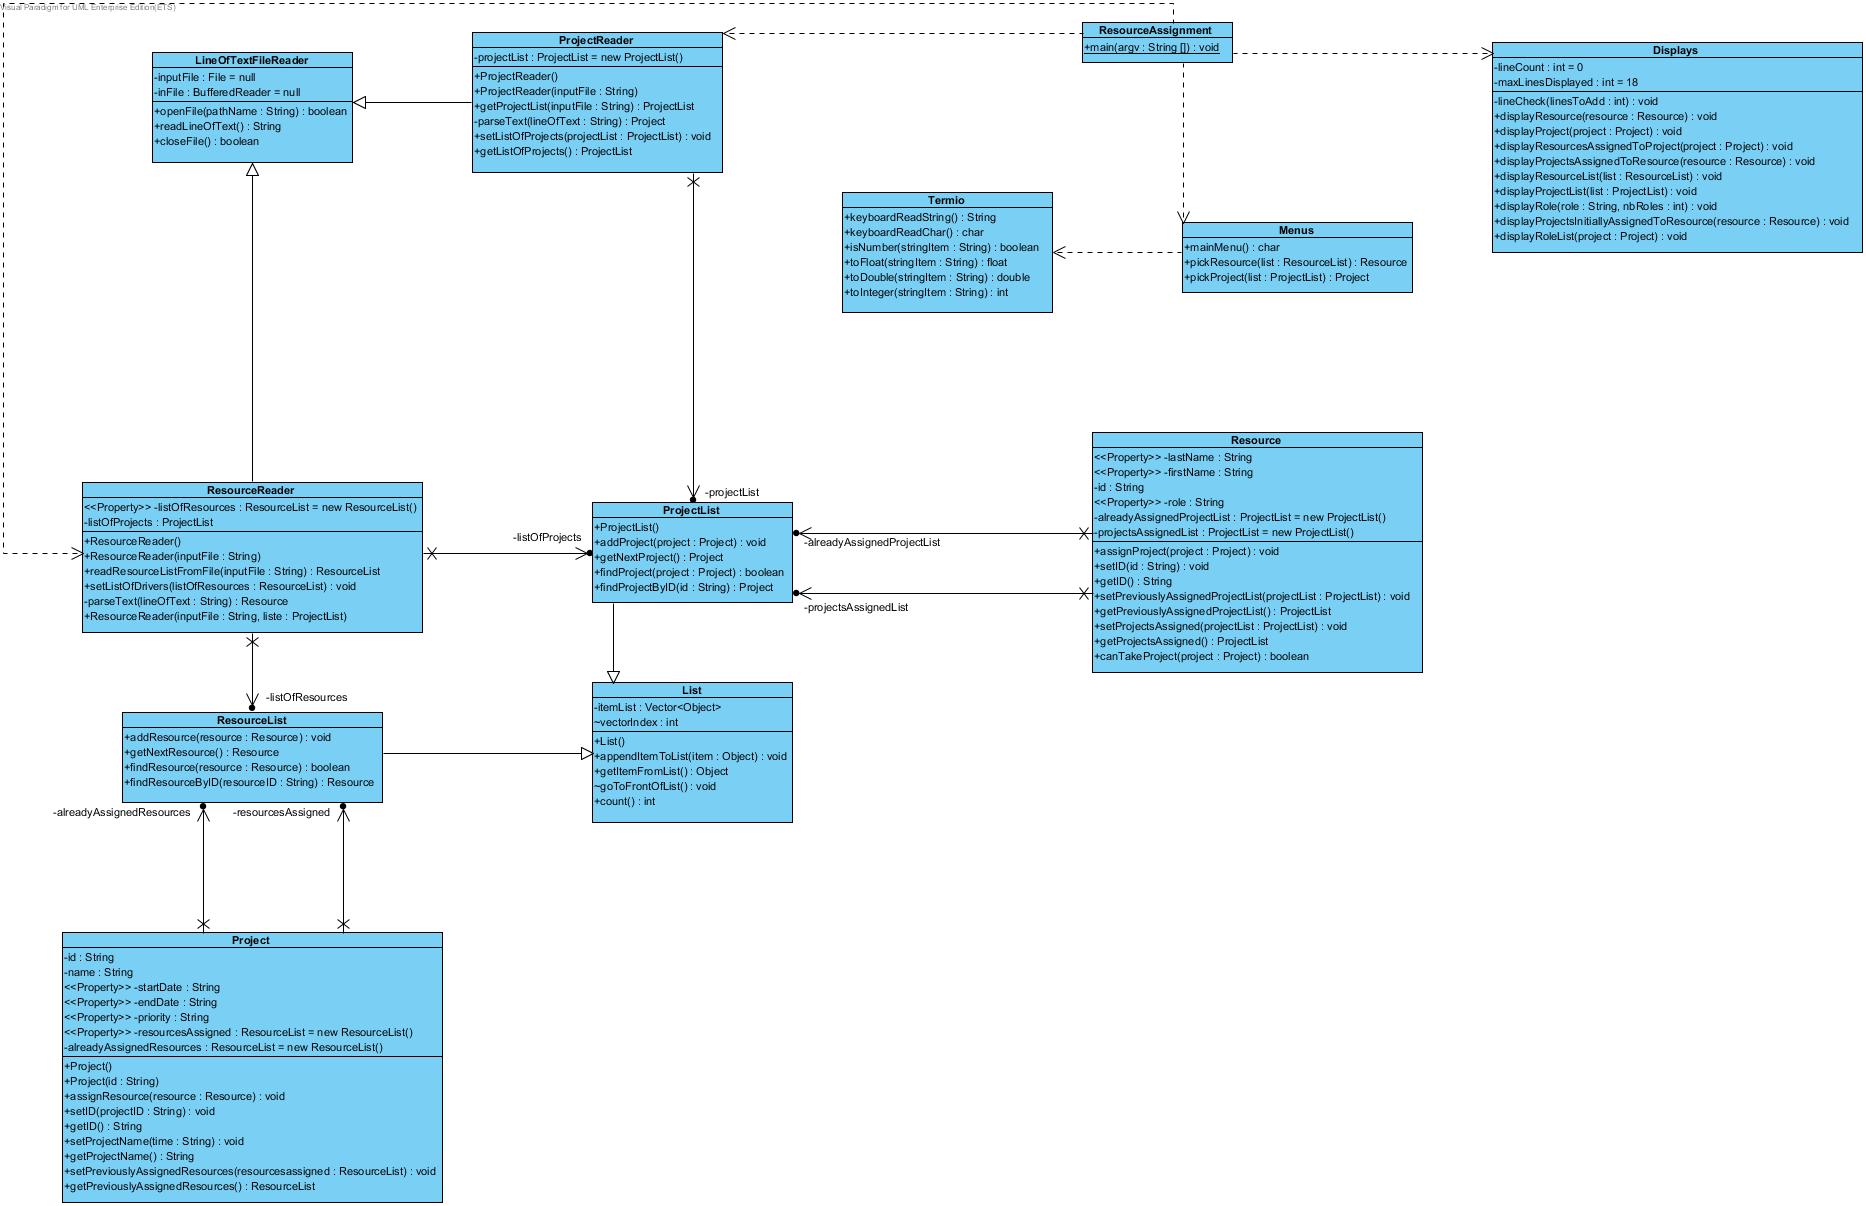 Visual Paradigm for UML Enterprise Edition(ETS)
LineOfTextFileReader
-inputFile : File = null
-inFile : BufferedReader = null
+openFile(pathName : String) : boolean
+readLineOfText() : String
+closeFile() : boolean
ProjectReader
-projectList : ProjectList = new ProjectList()
+ProjectReader()
+ProjectReader(inputFile : String)
+getProjectList(inputFile : String) : ProjectList
-parseText(lineOfText : String) : Project
+setListOfProjects(projectList : ProjectList) : void
+getListOfProjects() : ProjectList
ResourceAssignment
+main(argv : String []) : void
Displays
-lineCount : int = 0
-maxLinesDisplayed : int = 18
-lineCheck(linesToAdd : int) : void
+displayResource(resource : Resource) : void
+displayProject(project : Project) : void
+displayResourcesAssignedToProject(project : Project) : void
+displayProjectsAssignedToResource(resource : Resource) : void
+displayResourceList(list : ResourceList) : void
+displayProjectList(list : ProjectList) : void
+displayRole(role : String, nbRoles : int) : void
+displayProjectsInitiallyAssignedToResource(resource : Resource) : void
+displayRoleList(project : Project) : void
Termio
+keyboardReadString() : String
+keyboardReadChar() : char
+isNumber(stringItem : String) : boolean
+toFloat(stringItem : String) : float
+toDouble(stringItem : String) : double
+toInteger(stringItem : String) : int
Menus
+mainMenu() : char
+pickResource(list : ResourceList) : Resource
+pickProject(list : ProjectList) : Project
ResourceReader
<<Property>> -listOfResources : ResourceList = new ResourceList()
-listOfProjects : ProjectList
+ResourceReader()
+ResourceReader(inputFile : String)
+readResourceListFromFile(inputFile : String) : ResourceList
+setListOfDrivers(listOfResources : ResourceList) : void
-parseText(lineOfText : String) : Resource
+ResourceReader(inputFile : String, liste : ProjectList)
-listOfProjects
-projectList
ProjectList
+ProjectList()
+addProject(project : Project) : void
+getNextProject() : Project
+findProject(project : Project) : boolean
+findProjectByID(id : String) : Project
-alreadyAssignedProjectList
-projectsAssignedList
Resource
<<Property>> -lastName : String
<<Property>> -firstName : String
-id : String
<<Property>> -role : String
-alreadyAssignedProjectList : ProjectList = new ProjectList()
-projectsAssignedList : ProjectList = new ProjectList()
+assignProject(project : Project) : void
+setID(id : String) : void
+getID() : String
+setPreviouslyAssignedProjectList(projectList : ProjectList) : void
+getPreviouslyAssignedProjectList() : ProjectList
+setProjectsAssigned(projectList : ProjectList) : void
+getProjectsAssigned() : ProjectList
+canTakeProject(project : Project) : boolean
-listOfResources
ResourceList
+addResource(resource : Resource) : void
+getNextResource() : Resource
+findResource(resource : Resource) : boolean
+findResourceByID(resourceID : String) : Resource
-alreadyAssignedResources
-resourcesAssigned
List
-itemList : Vector<Object>
~vectorIndex : int
+List()
+appendItemToList(item : Object) : void
+getItemFromList() : Object
~goToFrontOfList() : void
+count() : int
Project
-id : String
-name : String
<<Property>> -startDate : String
<<Property>> -endDate : String
<<Property>> -priority : String
<<Property>> -resourcesAssigned : ResourceList = new ResourceList()
-alreadyAssignedResources : ResourceList = new ResourceList()
+Project()
+Project(id : String)
+assignResource(resource : Resource) : void
+setID(projectID : String) : void
+getID() : String
+setProjectName(time : String) : void
+getProjectName() : String
+setPreviouslyAssignedResources(resourcesassigned : ResourceList) : void
+getPreviouslyAssignedResources() : ResourceList